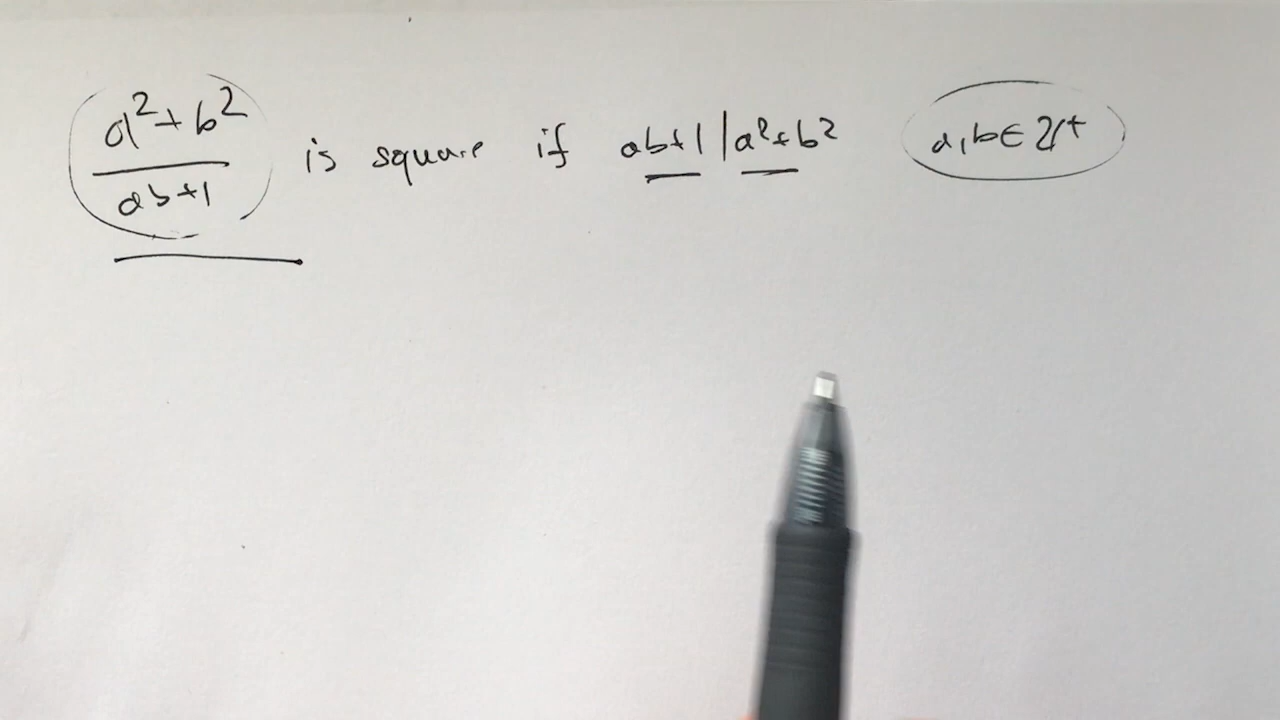 (a²+b²)/(ab+1) is square if ab+1 | a²+b² a,b ∈ ℤ⁺